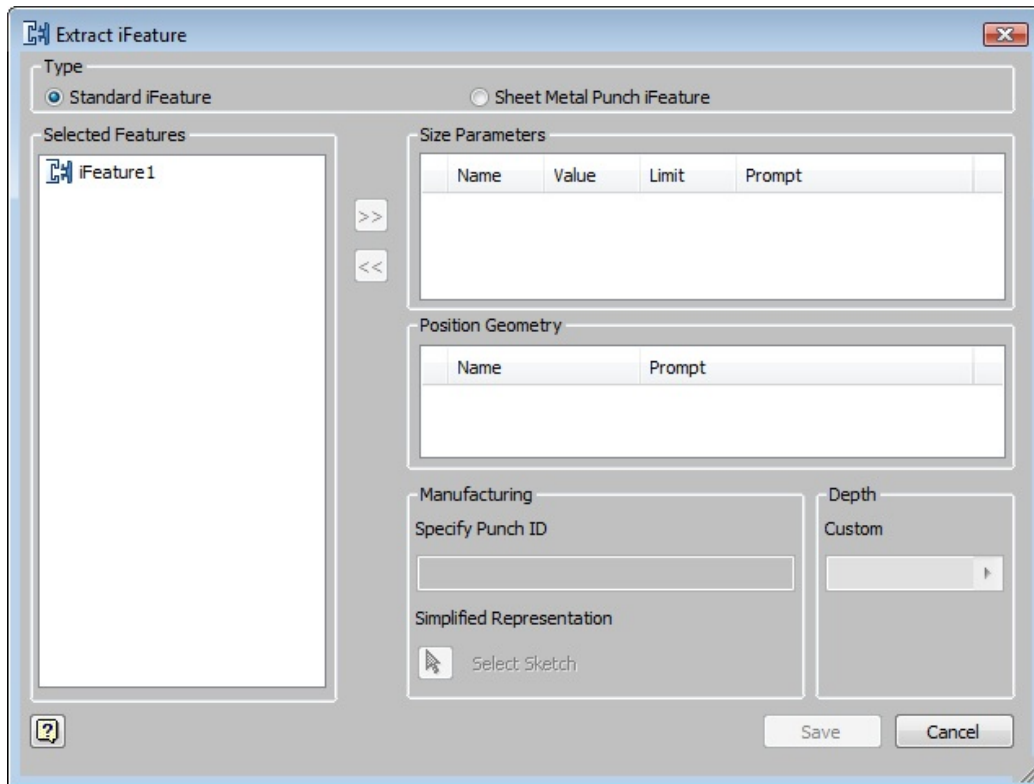 Extract iFeature
Type
Standard iFeature
Sheet Metal Punch iFeature
Selected Features
iFeature1
>>
<<
Size Parameters
Name Value Limit Prompt
Position Geometry
Name Prompt
Manufacturing
Specify Punch ID
Simplified Representation
Select Sketch
Depth
Custom
?
Save
Cancel